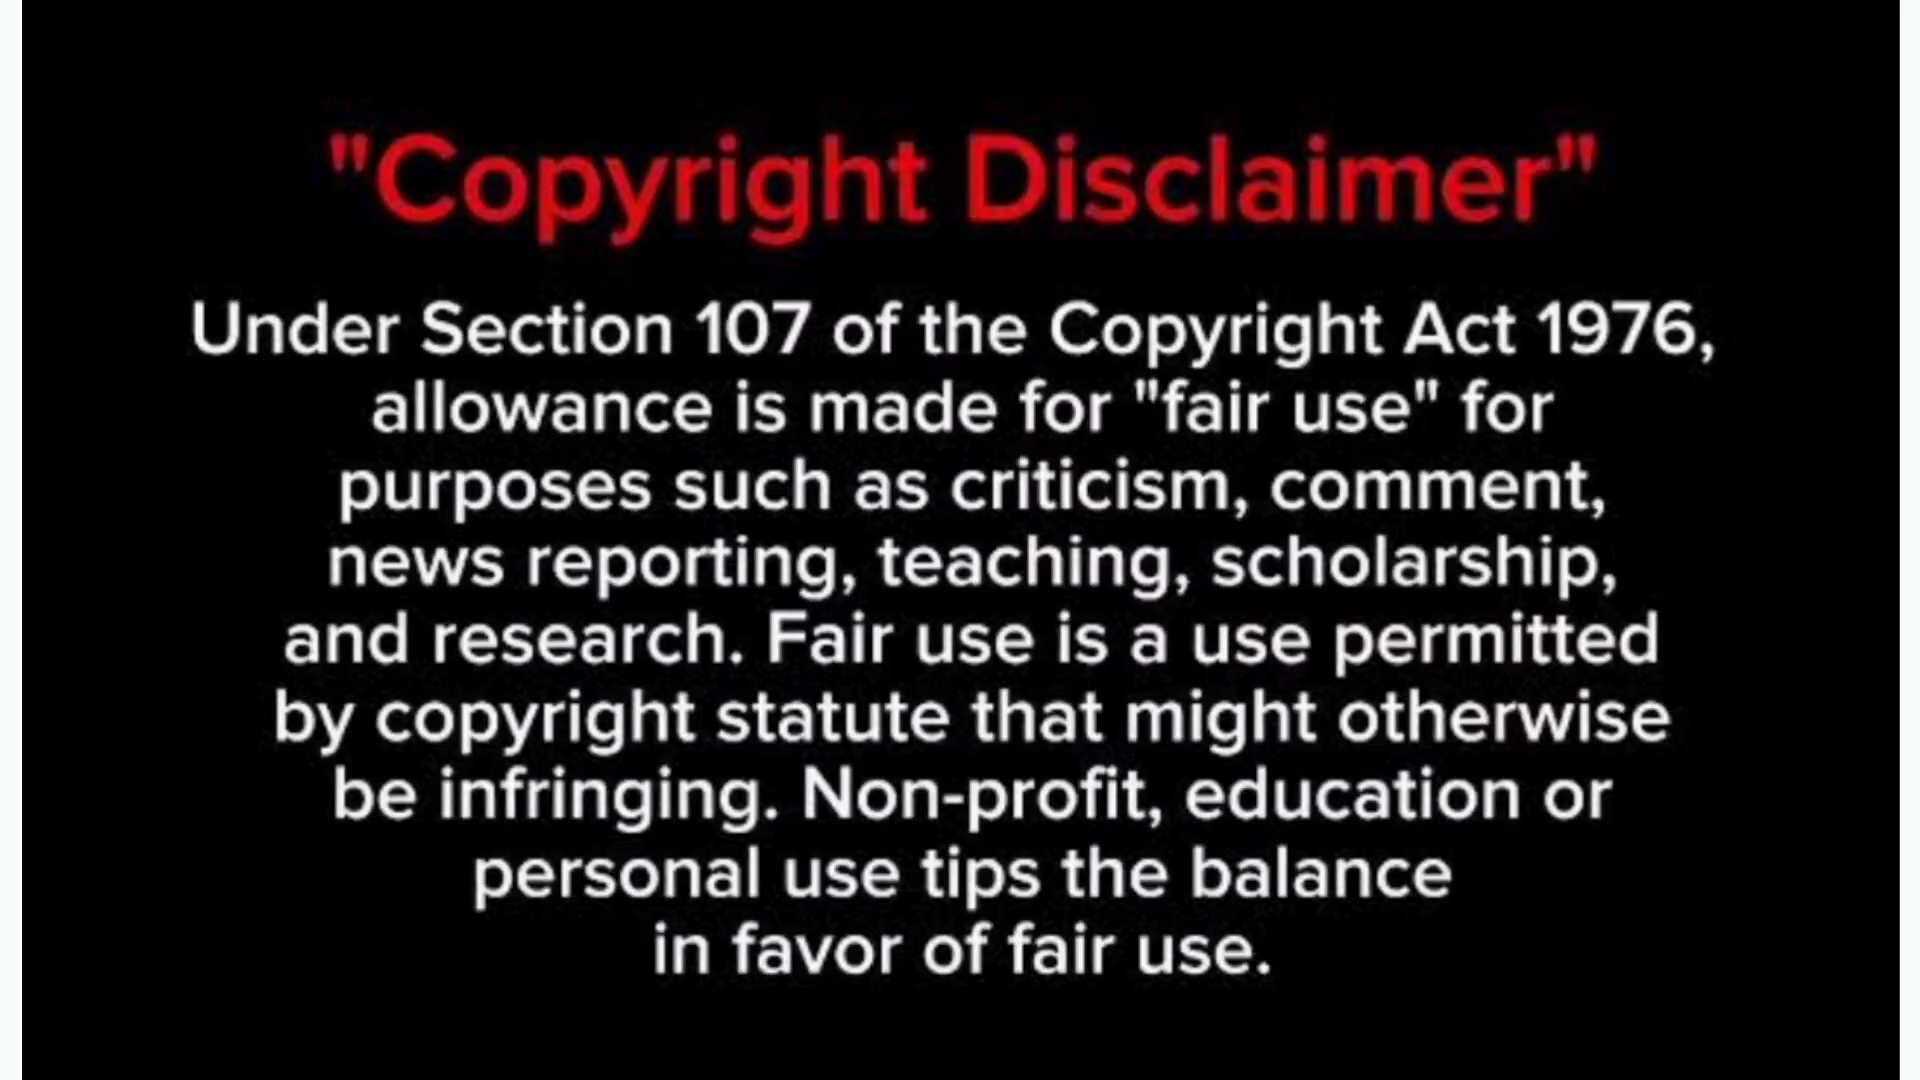 "Copyright Disclaimer"
Under Section 107 of the Copyright Act 1976,
allowance is made for "fair use" for
purposes such as criticism, comment,
news reporting, teaching, scholarship,
and research. Fair use is a use permitted
by copyright statute that might otherwise
be infringing. Non-profit, education or
personal use tips the balance
in favor of fair use.